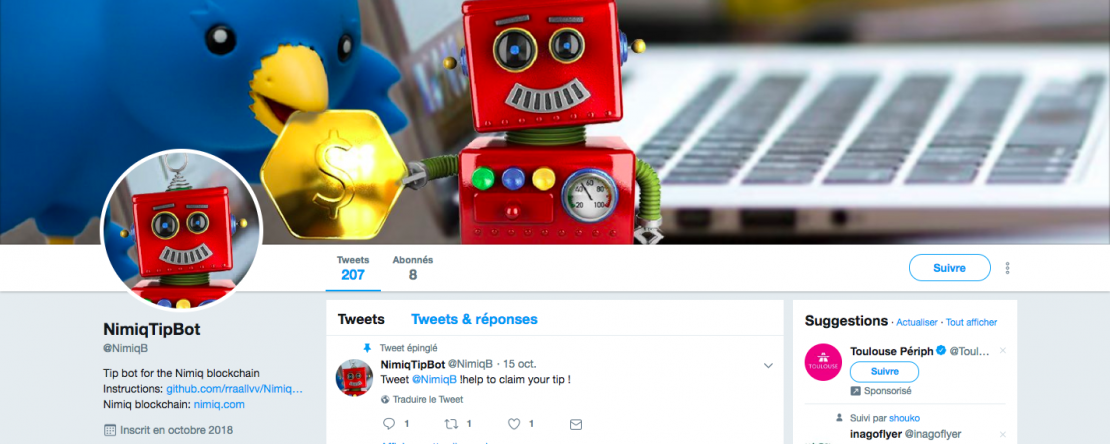 $
40 60
80
20 100
Tweets
207
Abonnés
8
Suivre
NimiqTipBot
@NimiqB
Tip bot for the Nimiq blockchain
Instructions: github.com/rraallvv/Nimiq...
Nimiq blockchain: nimiq.com
Inscrit en octobre 2018
Tweets Tweets & réponses
Tweet épinglé
NimiqTipBot @NimiqB · 15 oct.
Tweet @NimiqB !help to claim your tip !
Traduire le Tweet
1 1 1
Suggestions · Actualiser · Tout afficher
TOULOUSE
Toulouse Périph @Toul...
Suivre
Sponsorisé
Suivi par shouko
inagoflyer @inagoflyer